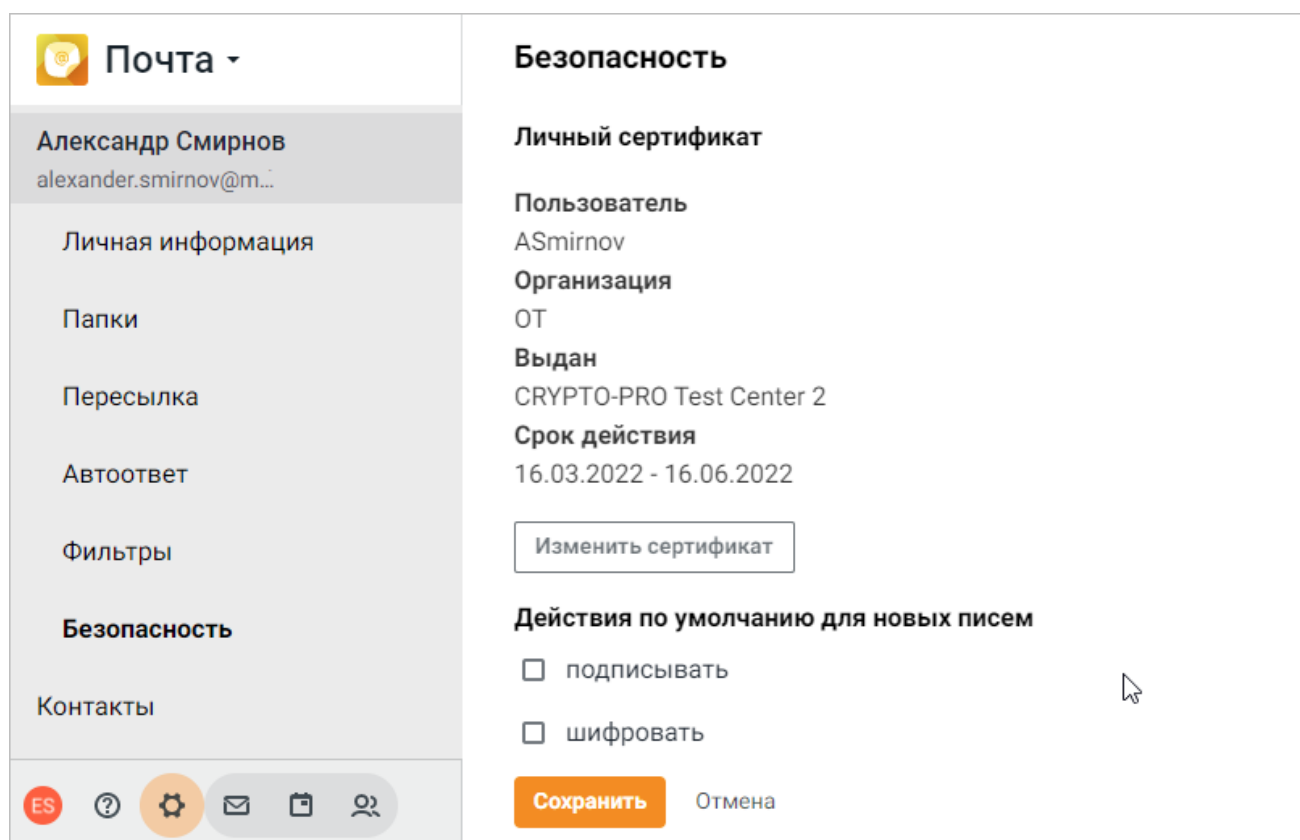 Почта
Александр Смирнов
alexander.smirnov@m...
Личная информация
Папки
Пересылка
Автоответ
Фильтры
Безопасность
Контакты
ES
Безопасность
Личный сертификат
Пользователь
ASmirnov
Организация
ОТ
Выдан
CRYPTO-PRO Test Center 2
Срок действия
16.03.2022 - 16.06.2022
Изменить сертификат
Действия по умолчанию для новых писем
подписывать
шифровать
Сохранить Отмена